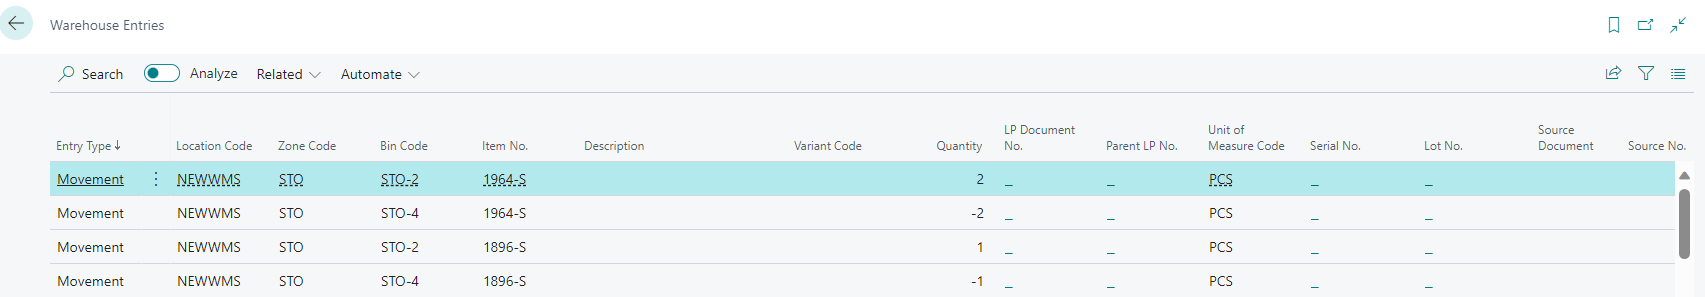 Warehouse Entries
Search Analyze Related Automate
Entry Type ↓ Location Code Zone Code Bin Code Item No. Description Variant Code Quantity LP Document No. Parent LP No. Unit of Measure Code Serial No. Lot No. Source Document Source No.
Movement NEWWMS STO STO-2 1964-S 2 _ _ PCS _ _
Movement NEWWMS STO STO-4 1964-S -2 _ _ PCS _ _
Movement NEWWMS STO STO-2 1896-S 1 _ _ PCS _ _
Movement NEWWMS STO STO-4 1896-S -1 _ _ PCS _ _